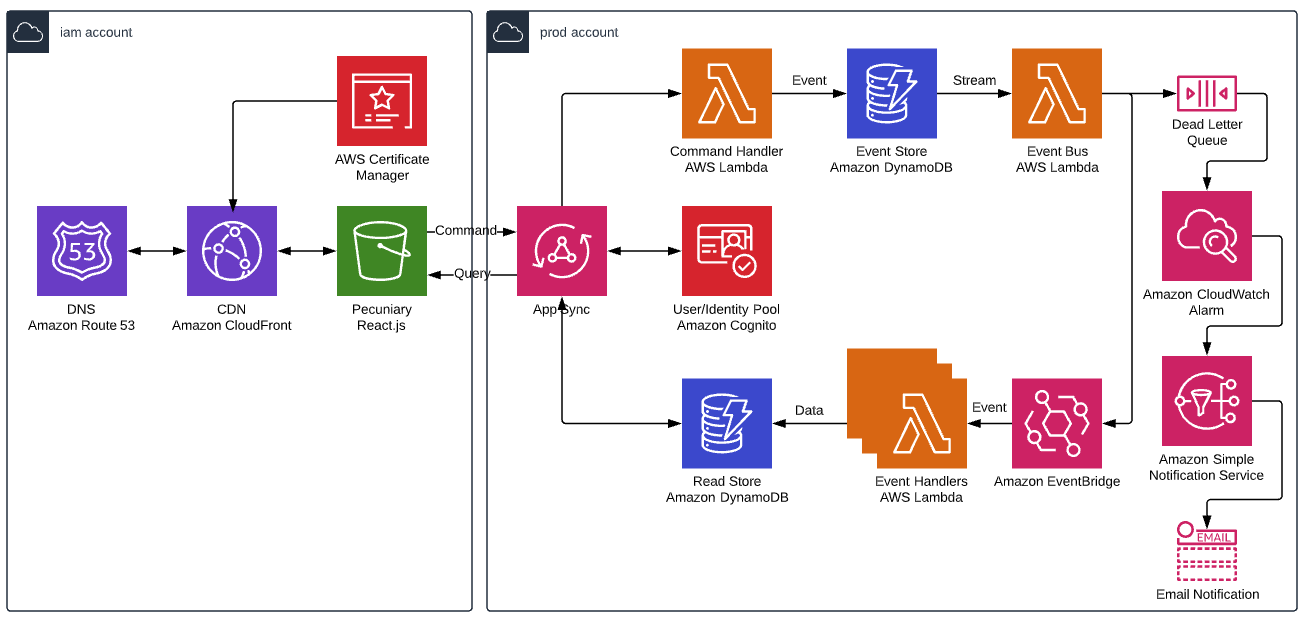 iam account
prod account
AWS Certificate
Manager
53
DNS
Amazon Route 53
CDN
Amazon CloudFront
Pecuniary
React.js
Command
Query
App Sync
Command Handler
AWS Lambda
Event
Event Store
Amazon DynamoDB
Stream
Event Bus
AWS Lambda
Dead Letter
Queue
User/Identity Pool
Amazon Cognito
Amazon CloudWatch
Alarm
Read Store
Amazon DynamoDB
Data
Event Handlers
AWS Lambda
Event
Amazon EventBridge
Amazon Simple
Notification Service
EMAIL
Email Notification